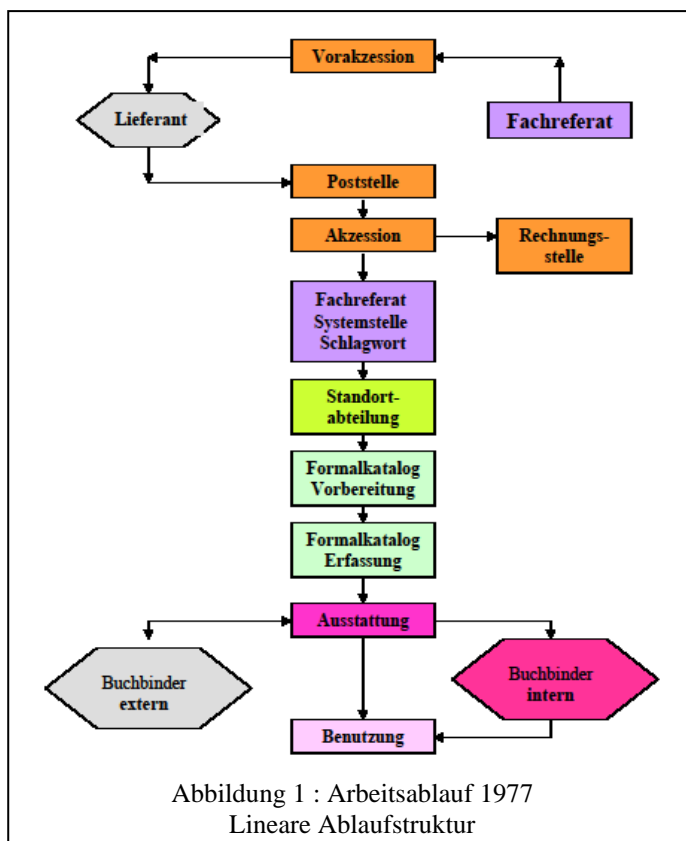 Vorakzession
Lieferant
Fachreferat
Poststelle
Akzession
Rechnungs-
stelle
Fachreferat
Systemstelle
Schlagwort
Standort-
abteilung
Formalkatalog
Vorbereitung
Formalkatalog
Erfassung
Ausstattung
Buchbinder
extern
Buchbinder
intern
Benutzung
Abbildung 1 : Arbeitsablauf 1977
Lineare Ablaufstruktur